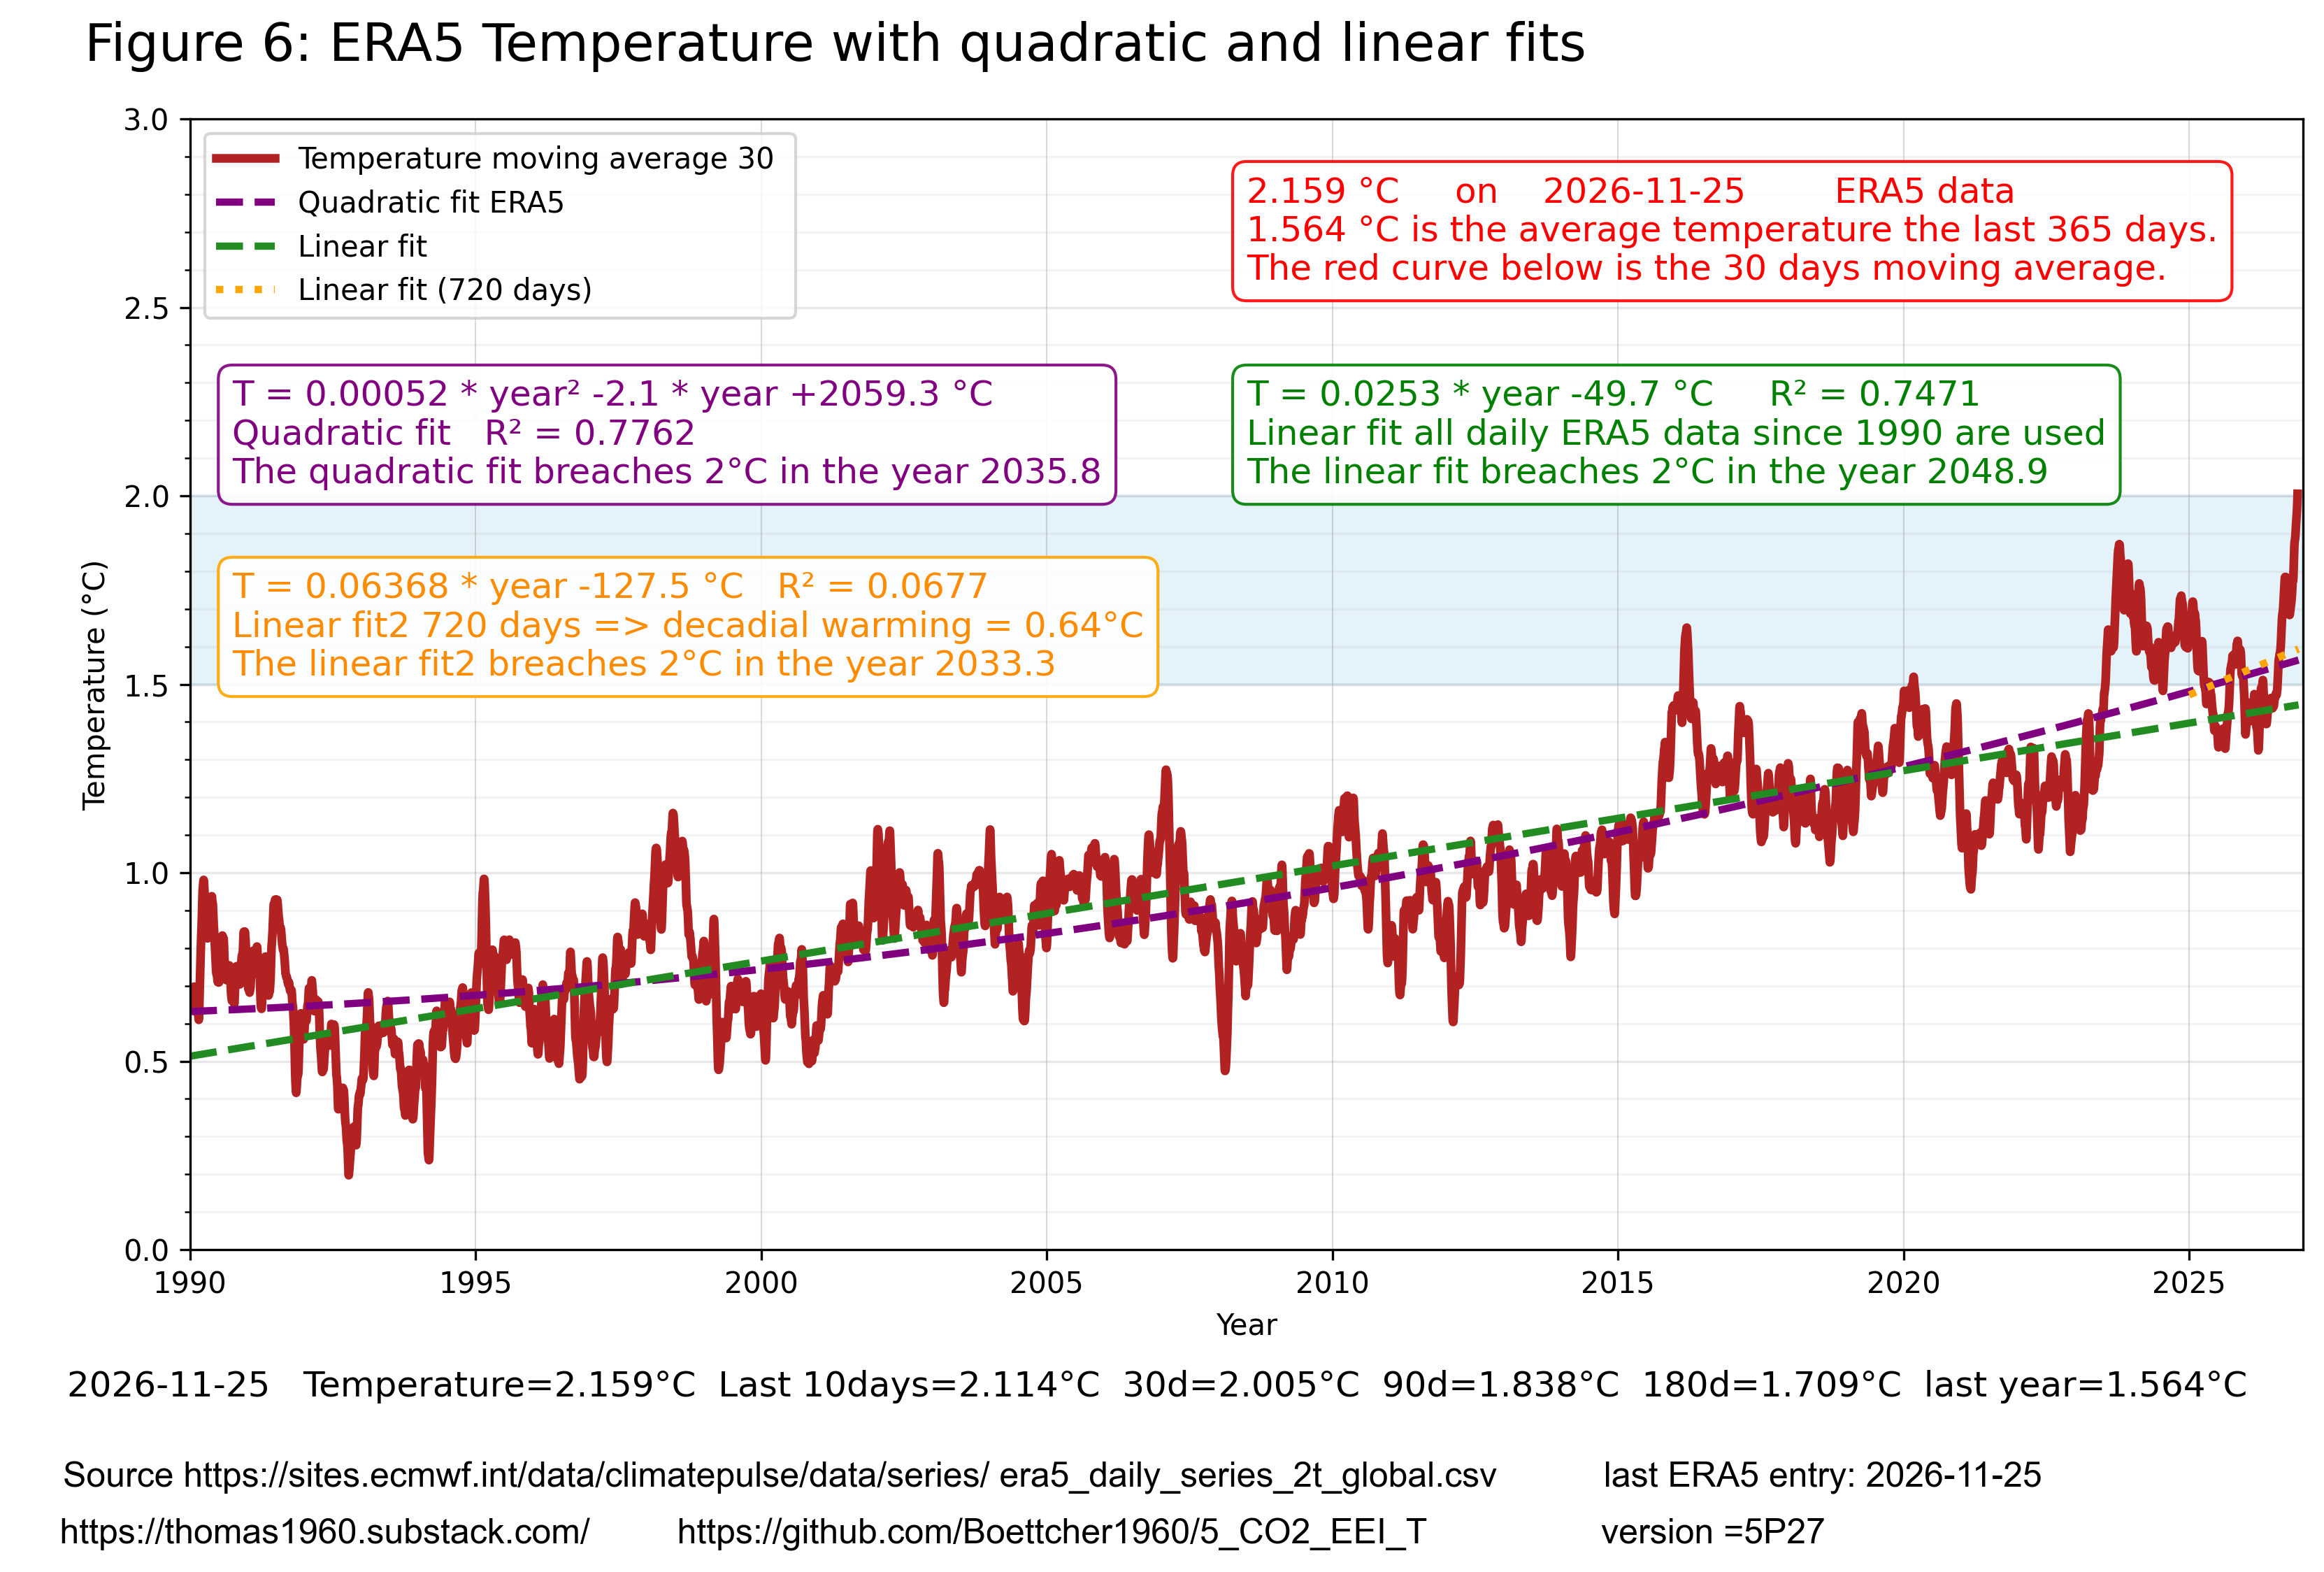 Figure 6: ERA5 Temperature with quadratic and linear fits
3.0
2.5
2.0
1.5
1.0
0.5
0.0
Temperature (°C)
Temperature moving average 30
Quadratic fit ERA5
Linear fit
Linear fit (720 days)
2.159 °C on 2026-11-25 ERA5 data
1.564 °C is the average temperature the last 365 days.
The red curve below is the 30 days moving average.
T = 0.00052 * year² -2.1 * year +2059.3 °C
Quadratic fit R² = 0.7762
The quadratic fit breaches 2°C in the year 2035.8
T = 0.0253 * year -49.7 °C R² = 0.7471
Linear fit all daily ERA5 data since 1990 are used
The linear fit breaches 2°C in the year 2048.9
T = 0.06368 * year -127.5 °C R² = 0.0677
Linear fit2 720 days => decadial warming = 0.64°C
The linear fit2 breaches 2°C in the year 2033.3
1990 1995 2000 2005 2010 2015 2020 2025
Year
2026-11-25 Temperature=2.159°C Last 10days=2.114°C 30d=2.005°C 90d=1.838°C 180d=1.709°C last year=1.564°C
Source https://sites.ecmwf.int/data/climatepulse/data/series/ era5_daily_series_2t_global.csv last ERA5 entry: 2026-11-25
https://thomas1960.substack.com/ https://github.com/Boettcher1960/5_CO2_EEI_T version =5P27